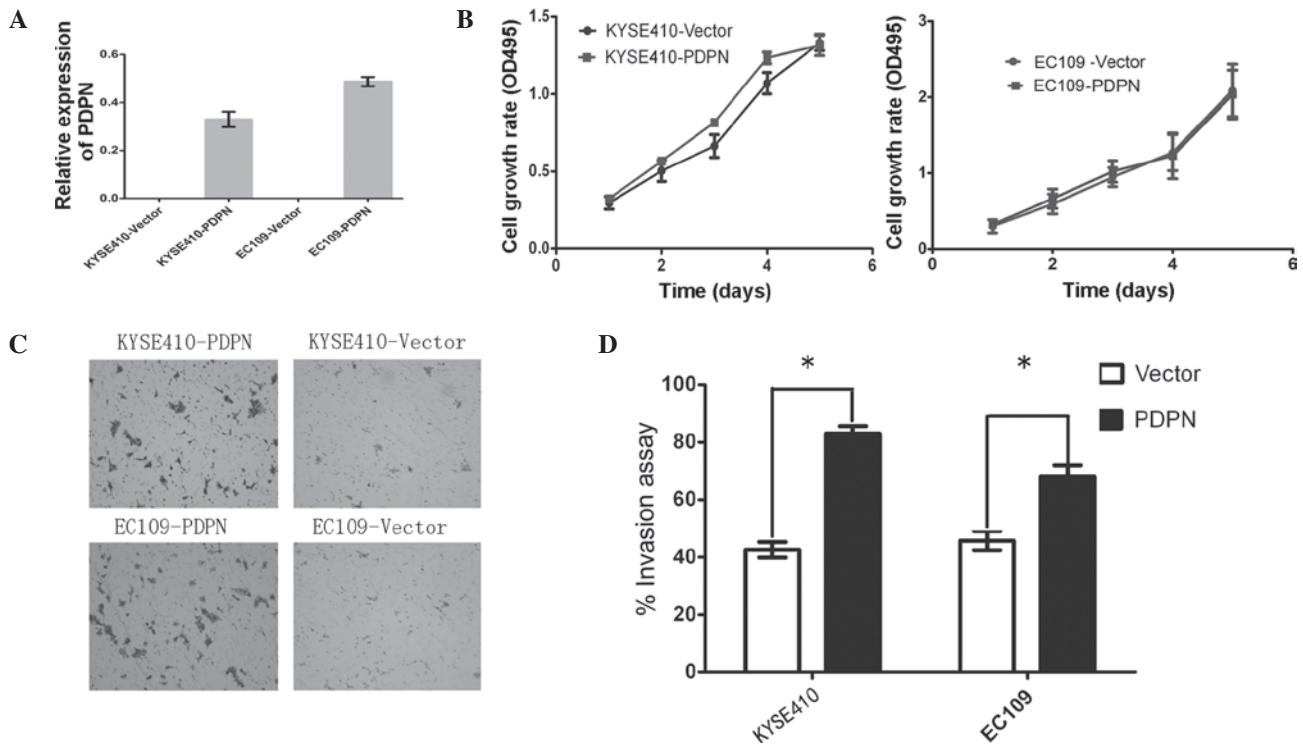 A
Relative expression
of PDPN
0.6
0.4
0.2
0.0
KYSE410-Vector
KYSE410-PDPN
EC109-Vector
EC109-PDPN
B
Cell growth rate (OD495)
1.5
1.0
0.5
0.0
0
2
4
6
Time (days)
KYSE410-Vector
KYSE410-PDPN
Cell growth rate (OD495)
3
2
1
0
0
2
4
6
Time (days)
EC109 -Vector
EC109-PDPN
C
KYSE410-PDPN
KYSE410-Vector
EC109-PDPN
EC109-Vector
D
% Invasion assay
100
80
60
40
20
0
*
*
Vector
PDPN
KYSE410
EC109